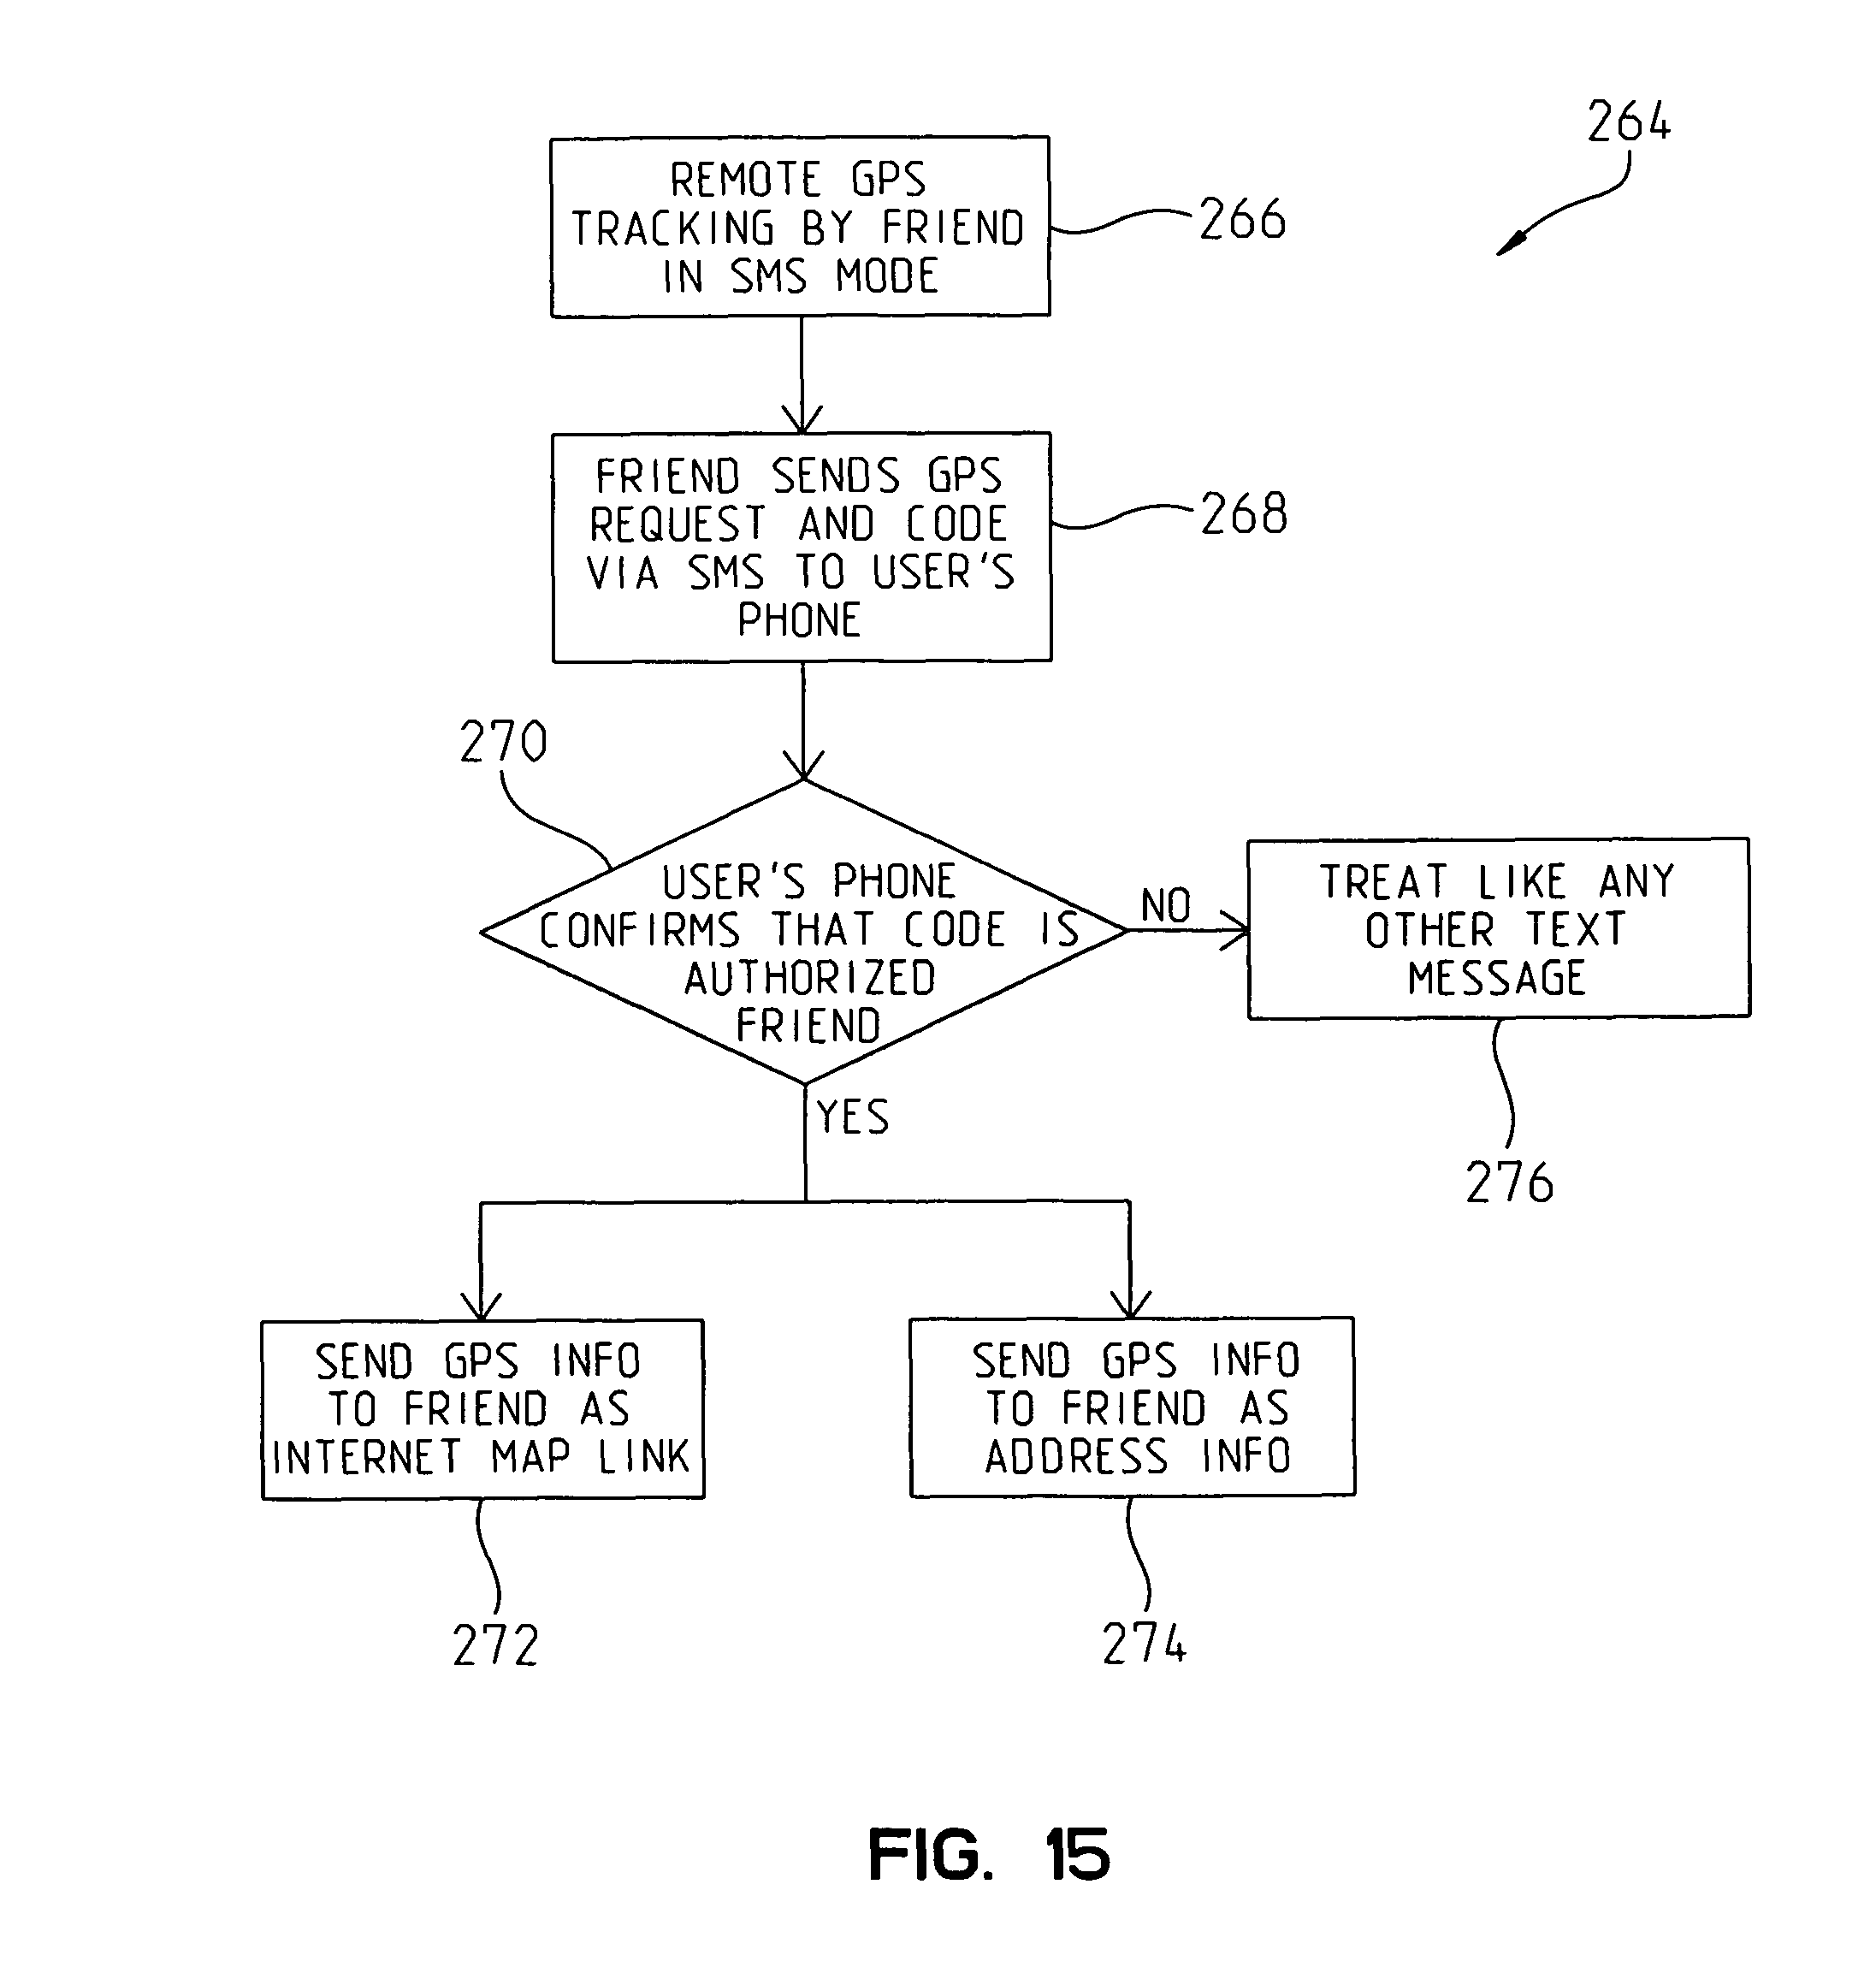 264
REMOTE GPS
TRACKING BY FRIEND
IN SMS MODE
266
FRIEND SENDS GPS
REQUEST AND CODE
VIA SMS TO USER'S
PHONE
268
270
USER'S PHONE
CONFIRMS THAT CODE IS
AUTHORIZED
FRIEND
NO
TREAT LIKE ANY
OTHER TEXT
MESSAGE
276
YES
SEND GPS INFO
TO FRIEND AS
INTERNET MAP LINK
272
SEND GPS INFO
TO FRIEND AS
ADDRESS INFO
274
FIG. 15